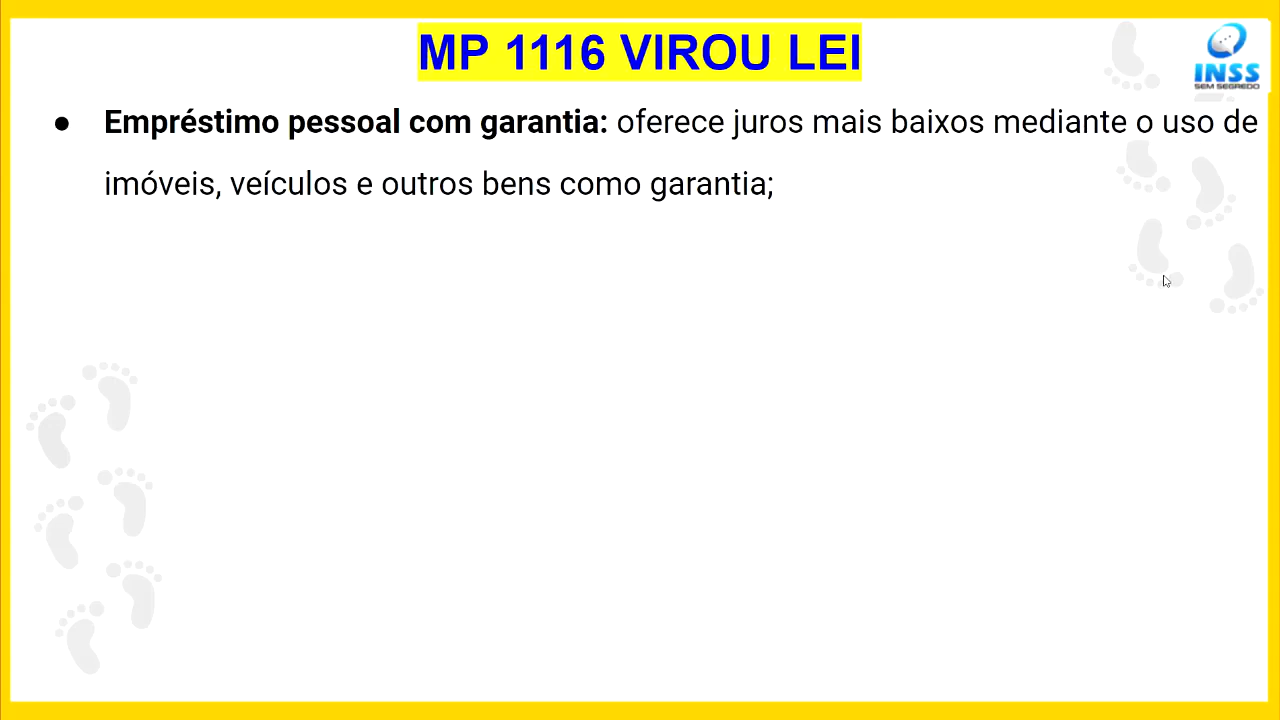 MP 1116 VIROU LEI
INSS
SEM SEGREDO
● Empréstimo pessoal com garantia: oferece juros mais baixos mediante o uso de
imóveis, veículos e outros bens como garantia;